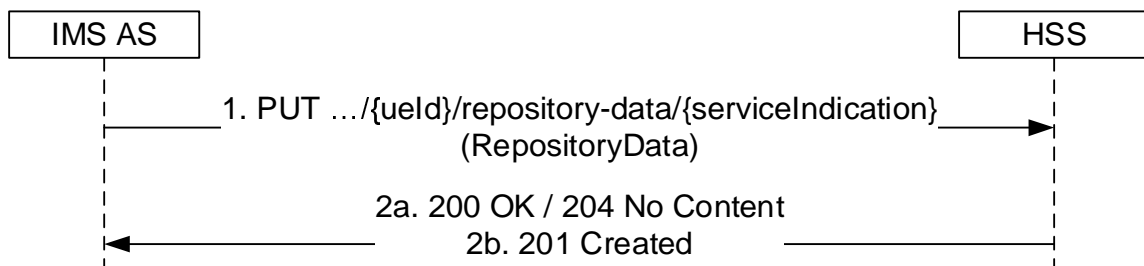 IMS AS
HSS
1. PUT …/{ueId}/repository-data/{serviceIndication}
(RepositoryData)
2a. 200 OK / 204 No Content
2b. 201 Created